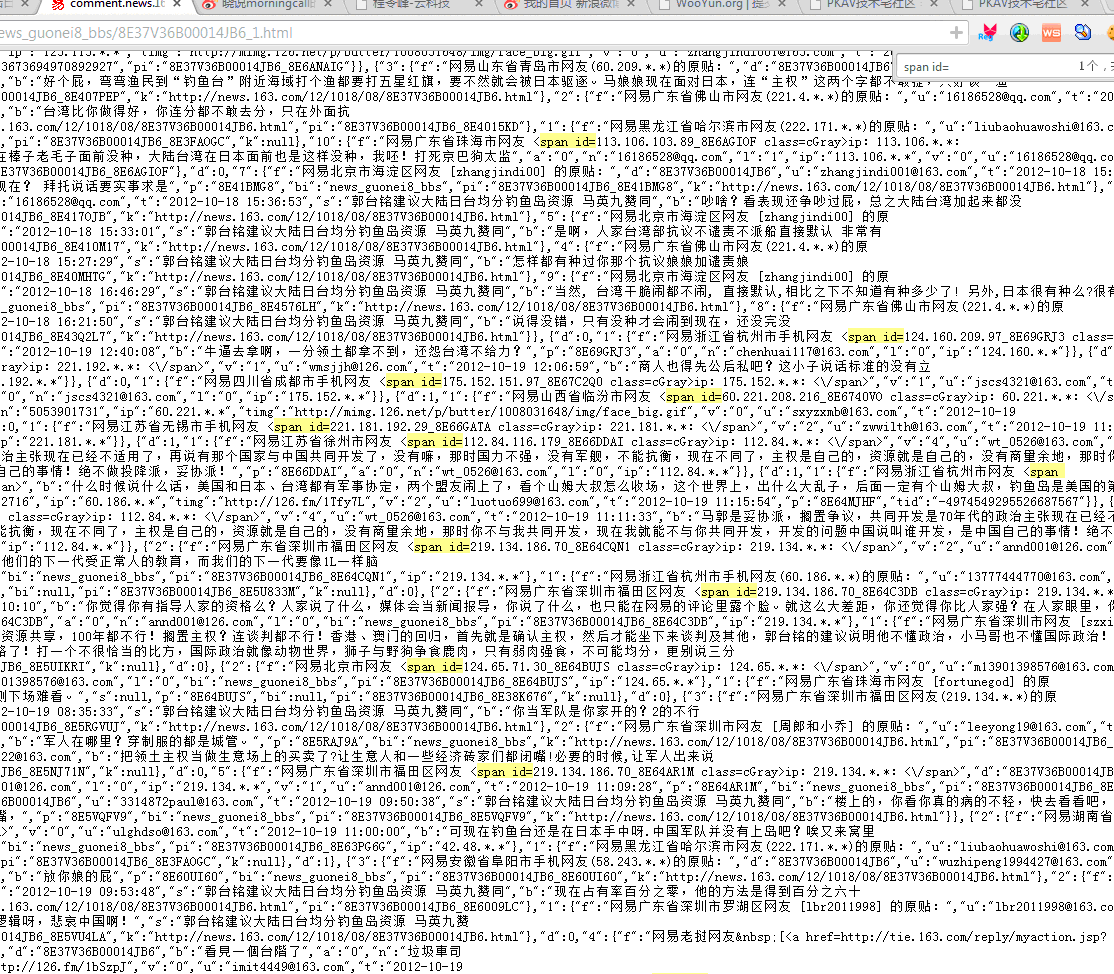 comment.news.1
晓说morningcallB
程苓峰-云科技
我的首页 新浪微
WooYun.org | 提
PKAV技术宅社区
PKAV技术宅社区
ews_guonei8_bbs/8E37V36B00014JB6_1.html
span id=
1个，
3673694970892927","pi":"8E37V36B00014JB6_8E6ANAIG"}},{"3":{"f":"网易山东省青岛市网友(60.209.*.*)的原贴：","d":"8E37V36B00014JB6"
,"b":"好个屁，弯弯渔民到“钓鱼台”附近海域打个渔都要打五星红旗，要不然就会被日本驱逐。马娘娘现在面对日本，连“主权”这两个字都不敢
00014JB6_8E407PEP","k":"http://news.163.com/12/1018/08/8E37V36B00014JB6.html"},"2":{"f":"网易广东省佛山市网友(221.4.*.*)的原贴：","u":"16186528@qq.com","t":"20
,"b":"台湾比你做得好，你连分都不敢去分，只在外面抗
00014JB6.html","pi":"8E37V36B00014JB6_8E4015KD"},"1":{"f":"网易黑龙江省哈尔滨市网友(222.171.*.*)的原贴：","u":"liubaohuawoshi@163.c
"pi":"8E37V36B00014JB6_8E3FAOGC","k":null},"10":{"f":"网易广东省珠海市网友 <span id=113.106.103.89_8E6AGIOF class=cGray>ip：113.106.*.*：
在榛子老毛子面前没种，大陆台湾在日本面前也是这样没种，我呸！打死京巴狗太监","a":"0","n":"16186528@qq.com","l":"1","ip":"113.106.*.*","v":"0","u":"16186528@qq.com
7E37V36B00014JB6_8E6AGIOF"},"d":0,"7":{"f":"网易北京市海淀区网友 [zhangjindi00] 的原贴：","d":"8E37V36B00014JB6","u":"zhangjindi001@163.com","t":"2012-10-18 15:
现在？ 拜托说话要实事求是","p":"8E41BMG8","bi":"news_guonei8_bbs","pi":"8E37V36B00014JB6_8E41BMG8","k":"http://news.163.com/12/1018/08/8E37V36B00014JB6.html"},
:"16186528@qq.com","t":"2012-10-18 15:36:53","s":"郭台铭建议大陆日台均分钓鱼岛资源 马英九赞同","b":"吵啥？看表现还争吵过屁，总之大陆台湾加起来都没
4JB6_8E417OJB","k":"http://news.163.com/12/1018/08/8E37V36B00014JB6.html"},"5":{"f":"网易北京市海淀区网友 [zhangjindi00] 的原
"2012-10-18 15:33:01","s":"郭台铭建议大陆日台均分钓鱼岛资源 马英九赞同","b":"是啊，人家台湾部抗议不谴责不派船直接默认 非常有
00014JB6_8E410M17","k":"http://news.163.com/12/1018/08/8E37V36B00014JB6.html"},"4":{"f":"网易广东省佛山市网友(221.4.*.*)的原
2-10-18 15:27:29","s":"郭台铭建议大陆日台均分钓鱼岛资源 马英九赞同","b":"怎样都有种过你那个抗议娘娘加谴责娘
014JB6_8E40MHTG","k":"http://news.163.com/12/1018/08/8E37V36B00014JB6.html"},"9":{"f":"网易北京市海淀区网友 [zhangjindi00] 的原
":"2012-10-18 16:46:29","s":"郭台铭建议大陆日台均分钓鱼岛资源 马英九赞同","b":"当然, 台湾干脆闹都不闹, 直接默认,相比之下不知道有种多少了! 另外,日本很有种么?很有
ws_guonei8_bbs","pi":"8E37V36B00014JB6_8E4576LH","k":"http://news.163.com/12/1018/08/8E37V36B00014JB6.html"},"8":{"f":"网易广东省佛山市网友(221.4.*.*)的原
2-10-18 16:21:50","s":"郭台铭建议大陆日台均分钓鱼岛资源 马英九赞同","b":"说得没错，只有没种才会闹到现在，还没完没
014JB6_8E43Q2L7","k":"http://news.163.com/12/1018/08/8E37V36B00014JB6.html"}},{"d":0,"1":{"f":"网易浙江省杭州市手机网友 <span id=124.160.209.97_8E69GRJ3 class=
:"2012-10-19 12:40:08","b":"牛逼去拿啊，一分领土都拿不到，还怨台湾不给力？","p":"8E69GRJ3","a":"0","n":"chenhui117@163.com","l":"0","ip":"124.160.*.*"}},{"d
ray>ip：221.192.*.*：<\/span>","v":"1","u":"wmsjjh@126.com","t":"2012-10-19 12:06:59","b":"商人也得先公后私吧？这小子说话标准的没有立
.192.*.*"}},{"d":0,"1":{"f":"网易四川省成都市手机网友 <span id=175.152.151.97_8E67C2Q0 class=cGray>ip：175.152.*.*：<\/span>","v":"1","u":"jscs4321@163.com","t
"0","n":"jscs4321@163.com","l":"0","ip":"175.152.*.*"}},{"d":1,"1":{"f":"网易山西省临汾市网友 <span id=60.221.208.216_8E6740VO class=cGray>ip：60.221.*.*：<\/s
"n":"5053901731","ip":"60.221.*.*","timg":"http://mimg.126.net/p/butter/1008031648/img/face_big.gif","v":"0","u":"sxyzxmb@163.com","t":"2012-10-19
:0,"1":{"f":"网易江苏省无锡市手机网友 <span id=221.181.192.29_8E66GATA class=cGray>ip：221.181.*.*：<\/span>","v":"2","u":"zwwilth@163.com","t":"2012-10-19 11:
"p":"221.181.*.*"}},{"d":1,"1":{"f":"网易江苏省徐州市网友 <span id=112.84.116.179_8E66DDAI class=cGray>ip：112.84.*.*：<\/span>","v":"4","u":"wt_0526@163.com","t
治主张现在已经不适用了，再说有那个国家与中国共同开发了，没有嘛，那时国力不强，没有军舰，不能抗衡，现在不同了，主权是自己的，资源就是自己的，没有商量余地，那时你
自己的事情！绝不做投降派，妥协派！","p":"8E66DDAI","a":"0","n":"wt_0526@163.com","l":"0","ip":"112.84.*.*"}},{"d":1,"1":{"f":"网易浙江省杭州市网友 <span
an>","b":"什么时候说什么话，美国和日本、台湾都有军事协定，两个盟友闹上了，看个山姆大叔怎么收场，这个世界上，出什么大乱子，后面一定有个山姆大叔，钓鱼岛是美国的第
2716","ip":"60.186.*.*","timg":"http://126.fm/1Tfy7L","v":"2","u":"luotuo699@163.com","t":"2012-10-19 11:15:54","p":"8E64MJHF","tid":"-4974549295526687567"}},{
class=cGray>ip：112.84.*.*：<\/span>","v":"4","u":"wt_0526@163.com","t":"2012-10-19 11:11:33","b":"马郭是妥协派，搁置争议，共同开发是70年代的政治主张现在已经不
能抗衡，现在不同了，主权是自己的，资源就是自己的，没有商量余地，那时你不与我共同开发，现在我就能不与你共同开发，开发的问题中国说叫谁开发，是中国自己的事情！绝不
"ip":"112.84.*.*"}},{"2":{"f":"网易广东省深圳市福田区网友 <span id=219.134.186.70_8E64CQN1 class=cGray>ip：219.134.*.*：<\/span>","v":"2","u":"annd001@126.com"
他们的下一代受正常人的教育，而我们的下一代要像1L一样脑
"bi":"news_guonei8_bbs","pi":"8E37V36B00014JB6_8E64CQN1","ip":"219.134.*.*"},"1":{"f":"网易浙江省杭州市网友(60.186.*.*)的原贴：","u":"13777444770@163.com",
"news_guonei8_bbs","pi":"8E37V36B00014JB6_8E5U833M","k":null},"d":0},{"2":{"f":"网易广东省深圳市福田区网友 <span id=219.134.186.70_8E64C3DB class=cGray>ip：219.134.*
10:10","b":"你觉得你有指导人家的资格么？人家说了什么，媒体会当新闻报导，你说了什么，也只能在网易的评论里露个脸。就这么大差距，你还觉得你比人家强？在人家眼里，你
64C3DB","a":"0","n":"annd001@126.com","l":"0","bi":"news_guonei8_bbs","pi":"8E37V36B00014JB6_8E64C3DB","ip":"219.134.*.*"},"1":{"f":"网易广东省深圳市网友 [szxi
资源共享，100年都不行！搁置主权？连谈判都不行！香港、澳门的回归，首先就是确认主权，然后才能坐下来谈判及其他，郭台铭的建议说明他不懂政治，小马哥也不懂国际政治！
格了！打一个不很恰当的比方，国际政治就像动物世界，狮子与野狗争食鹿肉，只有弱肉强食，不可能均分，更别说三分
JB6_8E5UIKRI","k":null},"d":0},{"2":{"f":"网易北京市网友 <span id=124.65.71.30_8E64BUJS class=cGray>ip：124.65.*.*：<\/span>","v":"0","u":"m13901398576@163.com
01398576@163.com","l":"0","bi":"news_guonei8_bbs","pi":"8E37V36B00014JB6_8E64BUJS","ip":"124.65.*.*"},"1":{"f":"网易广东省珠海市网友 [fortunegod] 的原
则下场难看。","s":null,"p":"8E64BUJS","bi":null,"pi":"8E37V36B00014JB6_8E38K676","k":null},"d":0},{"3":{"f":"网易广东省深圳市福田区网友(219.134.*.*)的原
2-10-19 08:35:33","s":"郭台铭建议大陆日台均分钓鱼岛资源 马英九赞同","b":"你当军队是你家开的？2的不行
00014JB6_8E5RGVUJ","k":"http://news.163.com/12/1018/08/8E37V36B00014JB6.html"},"2":{"f":"网易广东省深圳市网友 [周郎和小乔] 的原贴：","u":"leeyong19@163.com","t":
,"b":"军人在哪里？穿制服的都是城管。","p":"8E5RAJ9A","bi":"news_guonei8_bbs","k":"http://news.163.com/12/1018/08/8E37V36B00014JB6.html","pi":"8E37V36B00014JB6_
22@163.com","b":"把领土主权当做生意场上的买卖了?让生意人和一些经济砖家们都闭嘴!必要的时候,让军人出来说
JB6_8E5NJ71N","k":null},"d":0,"5":{"f":"网易广东省深圳市福田区网友 <span id=219.134.186.70_8E64AR1M class=cGray>ip：219.134.*.*：<\/span>","d":"8E37V36B00014JB6
01@126.com","l":"0","ip":"219.134.*.*","v":"1","u":"annd001@126.com","t":"2012-10-19 11:09:28","p":"8E64AR1M","bi":"news_guonei8_bbs","pi":"8E37V36B00014JB6_
6B00014JB6","u":"3314872paul@163.com","t":"2012-10-19 09:50:38","s":"郭台铭建议大陆日台均分钓鱼岛资源 马英九赞同","b":"楼上的，你看你真的病的不轻，快去看看吧，
嘴，","p":"8E5VQFV9","bi":"news_guonei8_bbs","pi":"8E37V36B00014JB6_8E5VQFV9","k":"http://news.163.com/12/1018/08/8E37V36B00014JB6.html"}},{"2":{"f":"网易湖南省
>","v":"0","u":"ulghdso@163.com","t":"2012-10-19 11:00:00","b":"可现在钓鱼台还是在日本手中呀.中国军队并没有上岛吧？唉又来窝里
"bi":"news_guonei8_bbs","pi":"8E37V36B00014JB6_8E63PG6G","ip":"42.48.*.*"},"1":{"f":"网易黑龙江省哈尔滨市网友(222.171.*.*)的原贴：","u":"liubaohuawoshi@163.co
"pi":"8E37V36B00014JB6_8E3FAOGC","k":null},"d":1},{"3":{"f":"网易安徽省阜阳市手机网友(58.243.*.*)的原贴：","d":"8E37V36B00014JB6","u":"wuzhipeng1994427@163.co
,"b":"放你娘的屁","p":"8E60UI60","bi":"news_guonei8_bbs","pi":"8E37V36B00014JB6_8E60UI60","k":"http://news.163.com/12/1018/08/8E37V36B00014JB6.html"},"2":{"f"
:"2012-10-19 09:53:48","s":"郭台铭建议大陆日台均分钓鱼岛资源 马英九赞同","b":"现在占有率百分之零，他的方法是得到百分之六十
"http://news.163.com/12/1018/08/8E37V36B00014JB6.html","pi":"8E37V36B00014JB6_8E6009LC"},"1":{"f":"网易广东省深圳市罗湖区网友 [lbr2011998] 的原贴：","u":"lbr2011998@163.com
逻辑呀，悲哀中国啊！","s":"郭台铭建议大陆日台均分钓鱼岛资源 马英九赞
014JB6_8E5VU4LA","k":"http://news.163.com/12/1018/08/8E37V36B00014JB6.html"},"d":0,"4":{"f":"网易老挝网友&nbsp;[<a href=http://tie.163.com/reply/myaction.jsp?
,"d":"8E37V36B00014JB6","b":"看見一個台階了","a":"0","n":"垃圾車司
tp://126.fm/1bSzpJ","v":"0","u":"imit4449@163.com","t":"2012-10-19